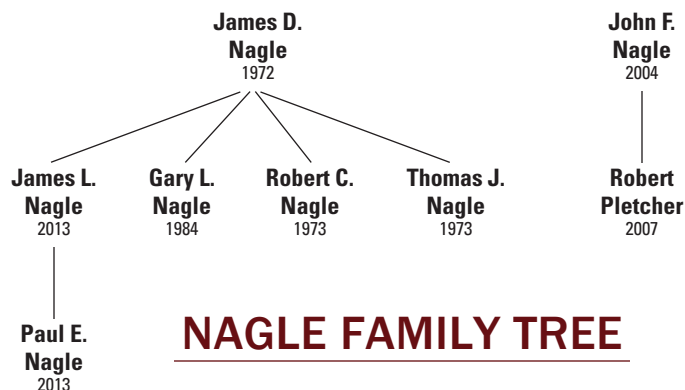 James D.
Nagle
1972
John F.
Nagle
2004
James L.
Nagle
2013
Gary L.
Nagle
1984
Robert C.
Nagle
1973
Thomas J.
Nagle
1973
Robert
Pletcher
2007
Paul E.
Nagle
2013
NAGLE FAMILY TREE